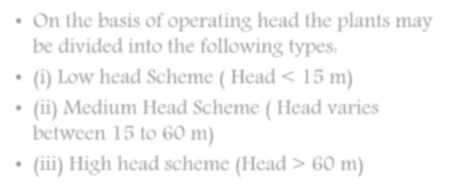 • On the basis of operating head the plants may
be divided into the following types:
• (i) Low head Scheme ( Head < 15 m)
• (ii) Medium Head Scheme ( Head varies
between 15 to 60 m)
• (iii) High head scheme (Head > 60 m)